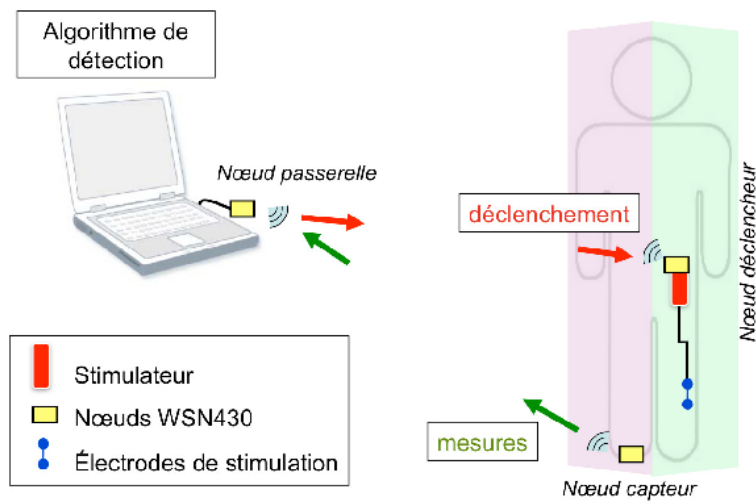 Algorithme de
détection
Nœud passerelle
déclenchement
Nœud déclencheur
Stimulateur
Nœuds WSN430
Électrodes de stimulation
mesures
Nœud capteur